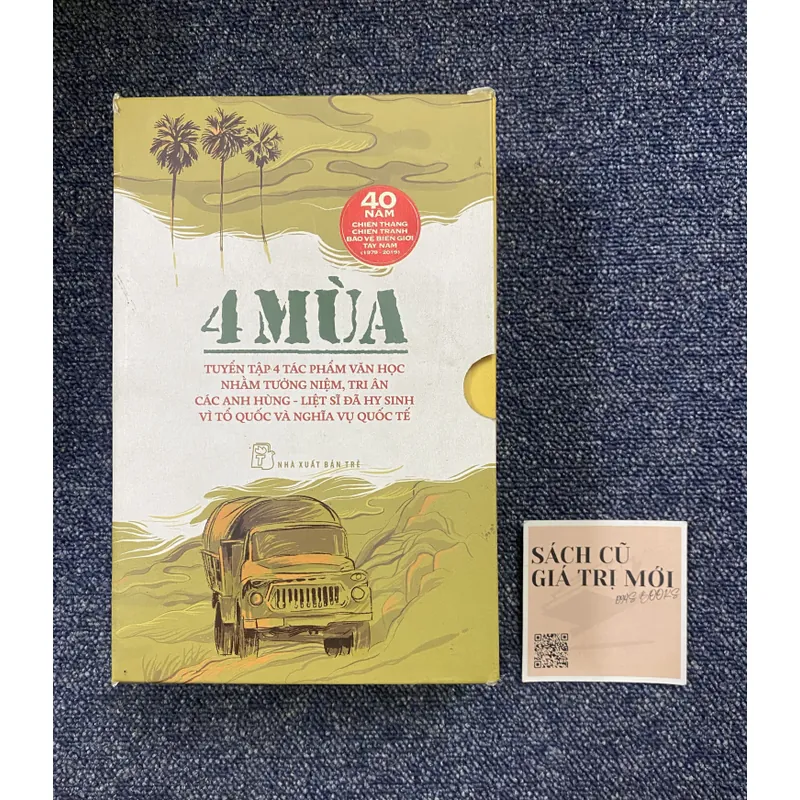 40
NĂM
CHIẾN THẮNG
CHIẾN TRANH
BẢO VỆ BIÊN GIỚI
TÂY NAM
(1979 - 2019)
4 MÙA
TUYỂN TẬP 4 TÁC PHẨM VĂN HỌC
NHẰM TƯỞNG NIỆM, TRI ÂN
CÁC ANH HÙNG - LIỆT SĨ ĐÃ HY SINH
VÌ TỔ QUỐC VÀ NGHĨA VỤ QUỐC TẾ
NHÀ XUẤT BẢN TRẺ
SÁCH CŨ
GIÁ TRỊ MỚI